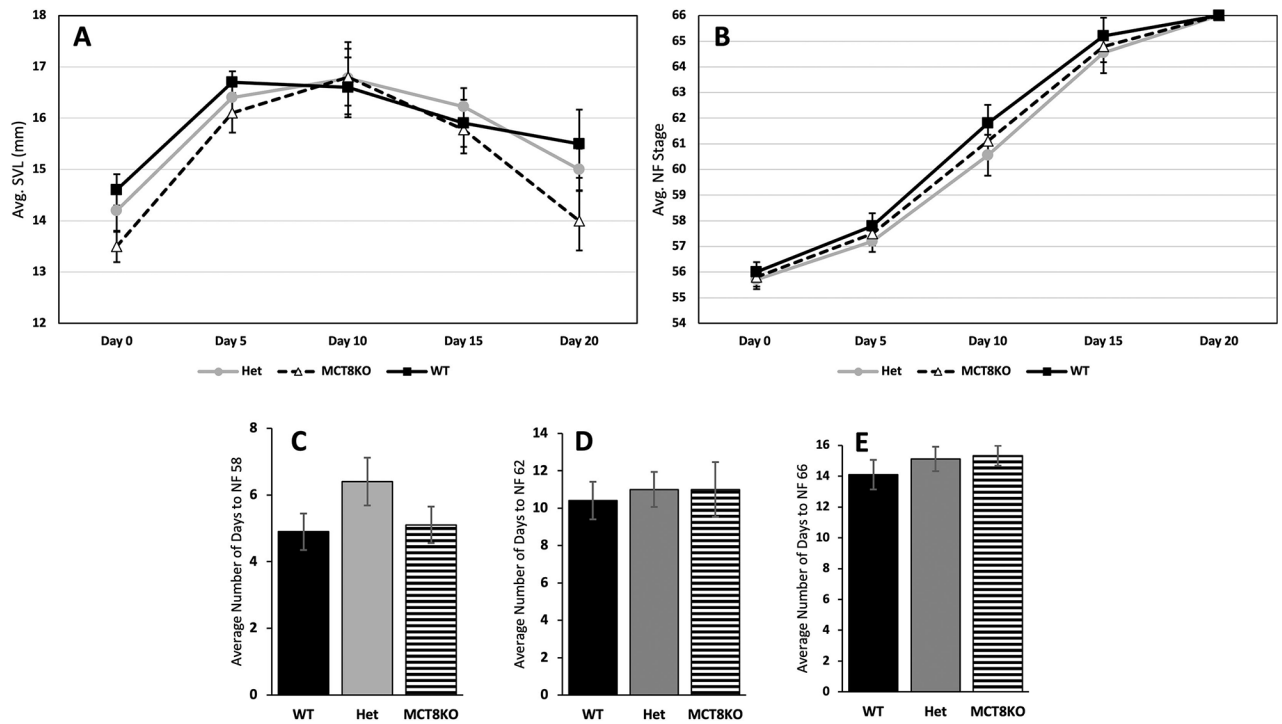 A
Avg. SVL (mm)
18
17
16
15
14
13
12
Day 0 Day 5 Day 10 Day 15 Day 20
Het MCT8KO WT
B
Avg. NF Stage
66
65
64
63
62
61
60
59
58
57
56
55
54
Day 0 Day 5 Day 10 Day 15 Day 20
Het MCT8KO WT
C
Average Number of Days to NF 58
8
6
4
2
0
WT Het MCT8KO
D
Average Number of Days to NF 62
14
12
10
8
6
4
2
0
WT Het MCT8KO
E
Average Number of Days to NF 66
16
14
12
10
8
6
4
2
0
WT Het MCT8KO